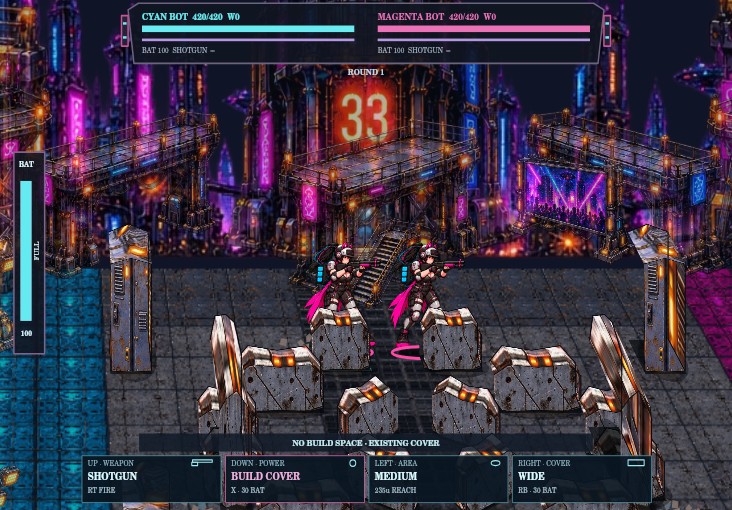 CYAN BOT 420/420 W0
MAGENTA BOT 420/420 W0
BAT 100 SHOTGUN ∞
BAT 100 SHOTGUN ∞
ROUND 1
33
BAT
FULL
100
NO BUILD SPACE · EXISTING COVER
UP · WEAPON
SHOTGUN
RT FIRE
DOWN · POWER
BUILD COVER
X · 30 BAT
LEFT · AREA
MEDIUM
235u REACH
RIGHT · COVER
WIDE
RB · 30 BAT